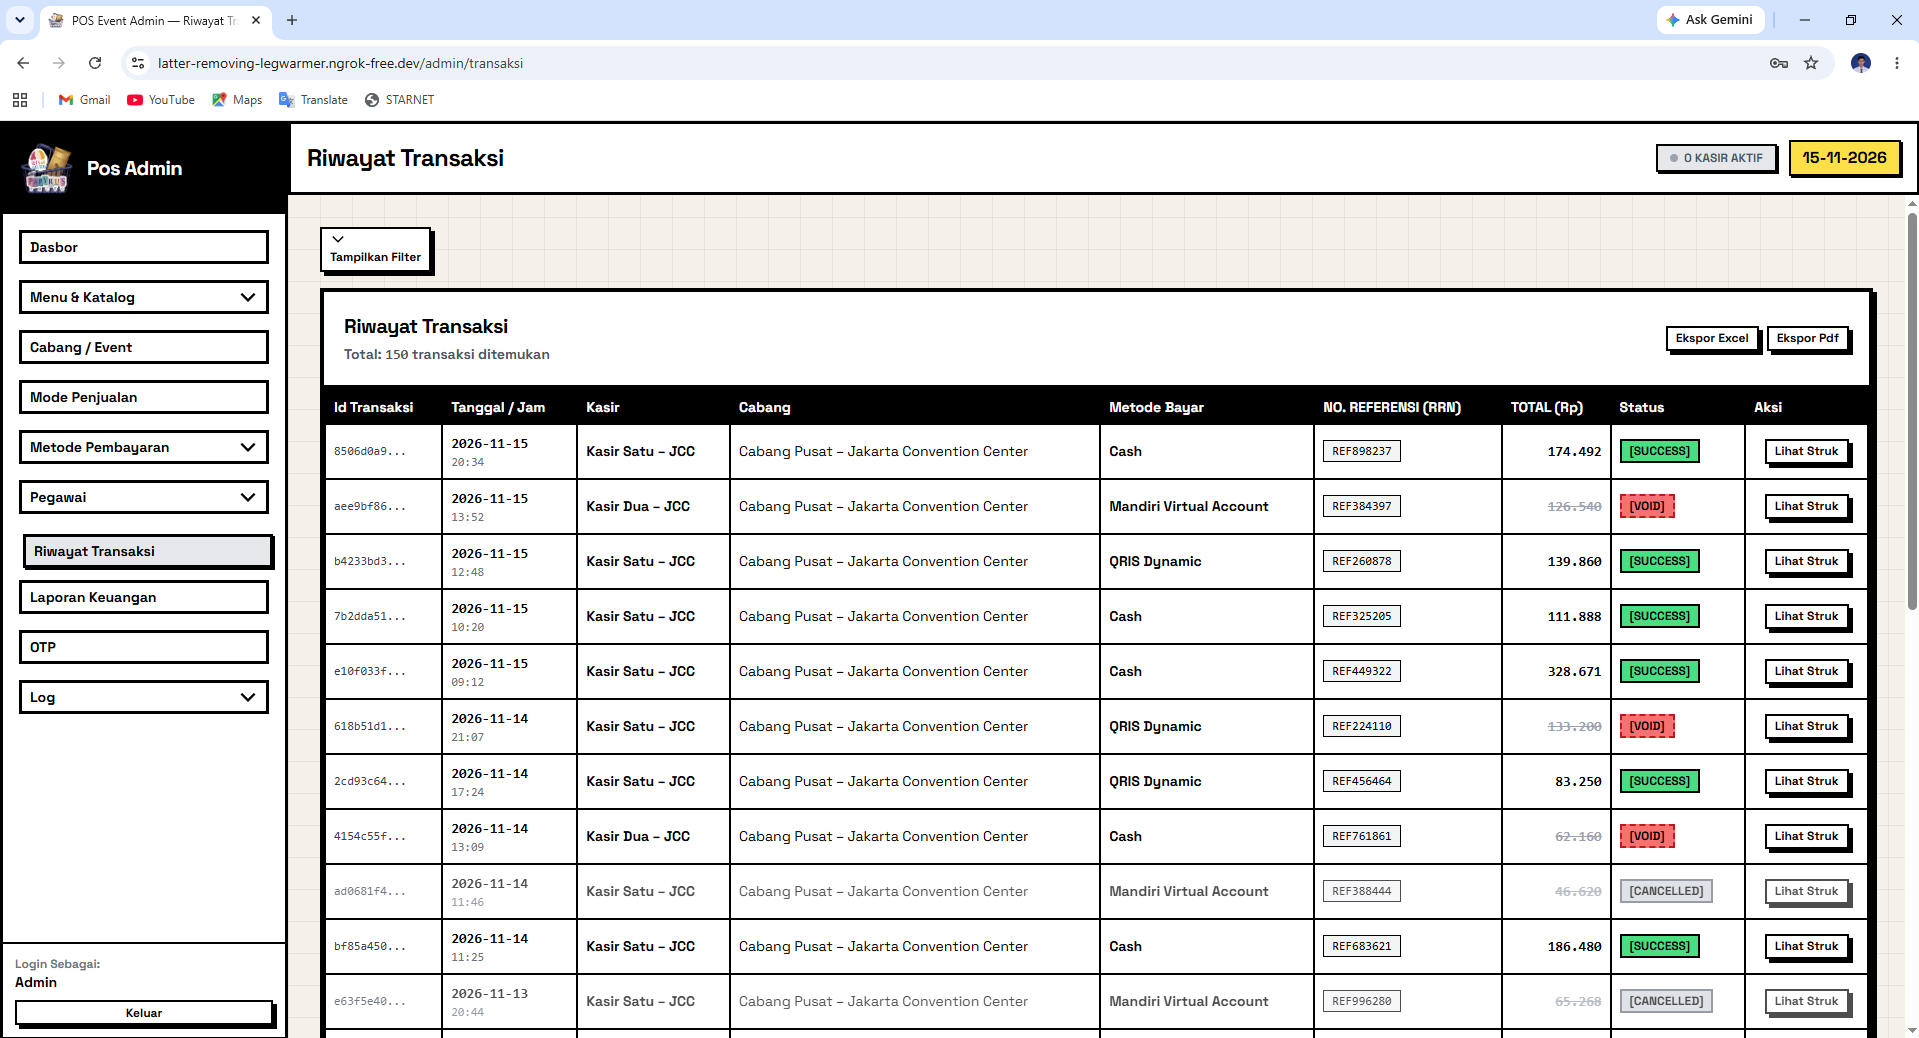 POS Event Admin — Riwayat Tr
Ask Gemini
latter-removing-legwarmer.ngrok-free.dev/admin/transaksi
Gmail YouTube Maps Translate STARNET
Pos Admin
Riwayat Transaksi
0 KASIR AKTIF
15-11-2026
Dasbor
Menu & Katalog
Cabang / Event
Mode Penjualan
Metode Pembayaran
Pegawai
Riwayat Transaksi
Laporan Keuangan
OTP
Log
Login Sebagai:
Admin
Keluar
Tampilkan Filter
Riwayat Transaksi
Total: 150 transaksi ditemukan
Ekspor Excel Ekspor Pdf
Id Transaksi Tanggal / Jam Kasir Cabang Metode Bayar NO. REFERENSI (RRN) TOTAL (Rp) Status Aksi
8506d0a9... 2026-11-15 20:34 Kasir Satu – JCC Cabang Pusat – Jakarta Convention Center Cash REF898237 174.492 [SUCCESS] Lihat Struk
aee9bf86... 2026-11-15 13:52 Kasir Dua – JCC Cabang Pusat – Jakarta Convention Center Mandiri Virtual Account REF384397 126.540 [VOID] Lihat Struk
b4233bd3... 2026-11-15 12:48 Kasir Satu – JCC Cabang Pusat – Jakarta Convention Center QRIS Dynamic REF260878 139.860 [SUCCESS] Lihat Struk
7b2dda51... 2026-11-15 10:20 Kasir Satu – JCC Cabang Pusat – Jakarta Convention Center Cash REF325205 111.888 [SUCCESS] Lihat Struk
e10f033f... 2026-11-15 09:12 Kasir Satu – JCC Cabang Pusat – Jakarta Convention Center Cash REF449322 328.671 [SUCCESS] Lihat Struk
618b51d1... 2026-11-14 21:07 Kasir Satu – JCC Cabang Pusat – Jakarta Convention Center QRIS Dynamic REF224110 133.200 [VOID] Lihat Struk
2cd93c64... 2026-11-14 17:24 Kasir Satu – JCC Cabang Pusat – Jakarta Convention Center QRIS Dynamic REF456464 83.250 [SUCCESS] Lihat Struk
4154c55f... 2026-11-14 13:09 Kasir Dua – JCC Cabang Pusat – Jakarta Convention Center Cash REF761861 62.160 [VOID] Lihat Struk
ad0681f4... 2026-11-14 11:46 Kasir Satu – JCC Cabang Pusat – Jakarta Convention Center Mandiri Virtual Account REF388444 46.620 [CANCELLED] Lihat Struk
bf85a450... 2026-11-14 11:25 Kasir Satu – JCC Cabang Pusat – Jakarta Convention Center Cash REF683621 186.480 [SUCCESS] Lihat Struk
e63f5e40... 2026-11-13 20:44 Kasir Satu – JCC Cabang Pusat – Jakarta Convention Center Mandiri Virtual Account REF996280 65.268 [CANCELLED] Lihat Struk